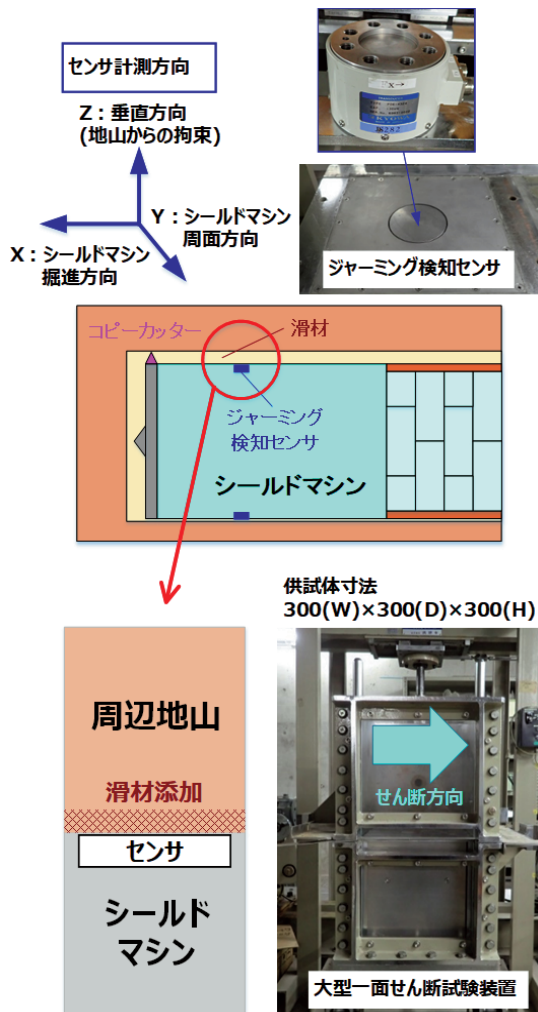 センサ計測方向
Z：垂直方向
(地山からの拘束)
Y：シールドマシン
周面方向
X：シールドマシン
掘進方向
X→
ジャーミング検知センサ
コピーカッター
滑材
ジャーミング
検知センサ
シールドマシン
供試体寸法
300(W)×300(D)×300(H)
周辺地山
滑材添加
センサ
シールド
マシン
せん断方向
大型一面せん断試験装置